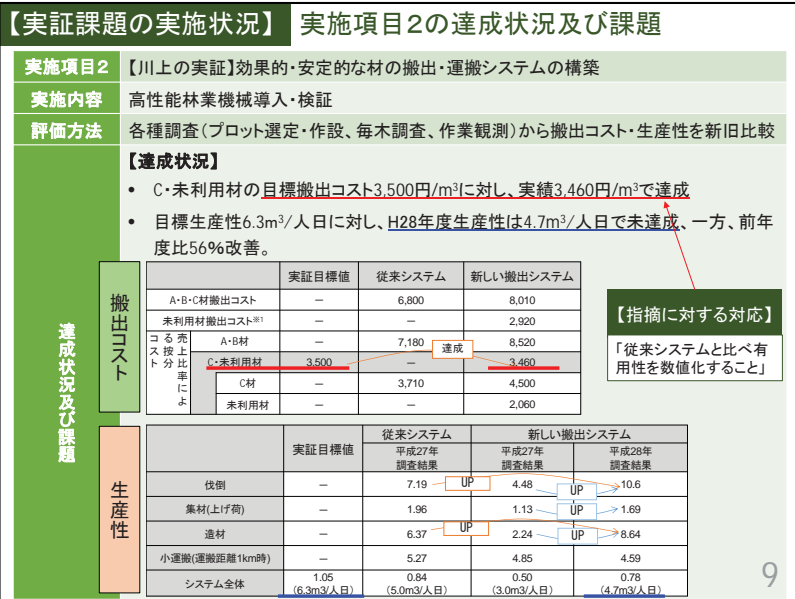 【実証課題の実施状況】 実施項目2の達成状況及び課題
実施項目2 【川上の実証】効果的・安定的な材の搬出・運搬システムの構築
実施内容 高性能林業機械導入・検証
評価方法 各種調査(プロット選定・作設、毎木調査、作業観測)から搬出コスト・生産性を新旧比較
達成状況及び課題
【達成状況】
• C・未利用材の目標搬出コスト3,500円/m³に対し、実績3,460円/m³で達成
• 目標生産性6.3m³/人日に対し、H28年度生産性は4.7m³/人日で未達成、一方、前年
度比56%改善。
搬出コスト
実証目標値 従来システム 新しい搬出システム
A・B・C材搬出コスト － 6,800 8,010
未利用材搬出コスト※1 － － 2,920
売上比率によ
る按分
コスト
A・B材 － 7,180 8,520
達成
C・未利用材 3.500 － 3.460
C材 － 3,710 4,500
未利用材 － － 2,060
【指摘に対する対応】
「従来システムと比べ有
用性を数値化すること」
生産性
実証目標値 従来システム 新しい搬出システム
平成27年 平成27年 平成28年
調査結果 調査結果 調査結果
伐倒 － 7.19 UP 4.48 UP 10.6
集材(上げ荷) － 1.96 1.13 UP 1.69
造材 － 6.37 UP 2.24 UP 8.64
小運搬(運搬距離1km時) － 5.27 4.85 4.59
システム全体 1.05 0.84 0.50 0.78
(6.3m3/人日) (5.0m3/人日) (3.0m3/人日) (4.7m3/人日)
9